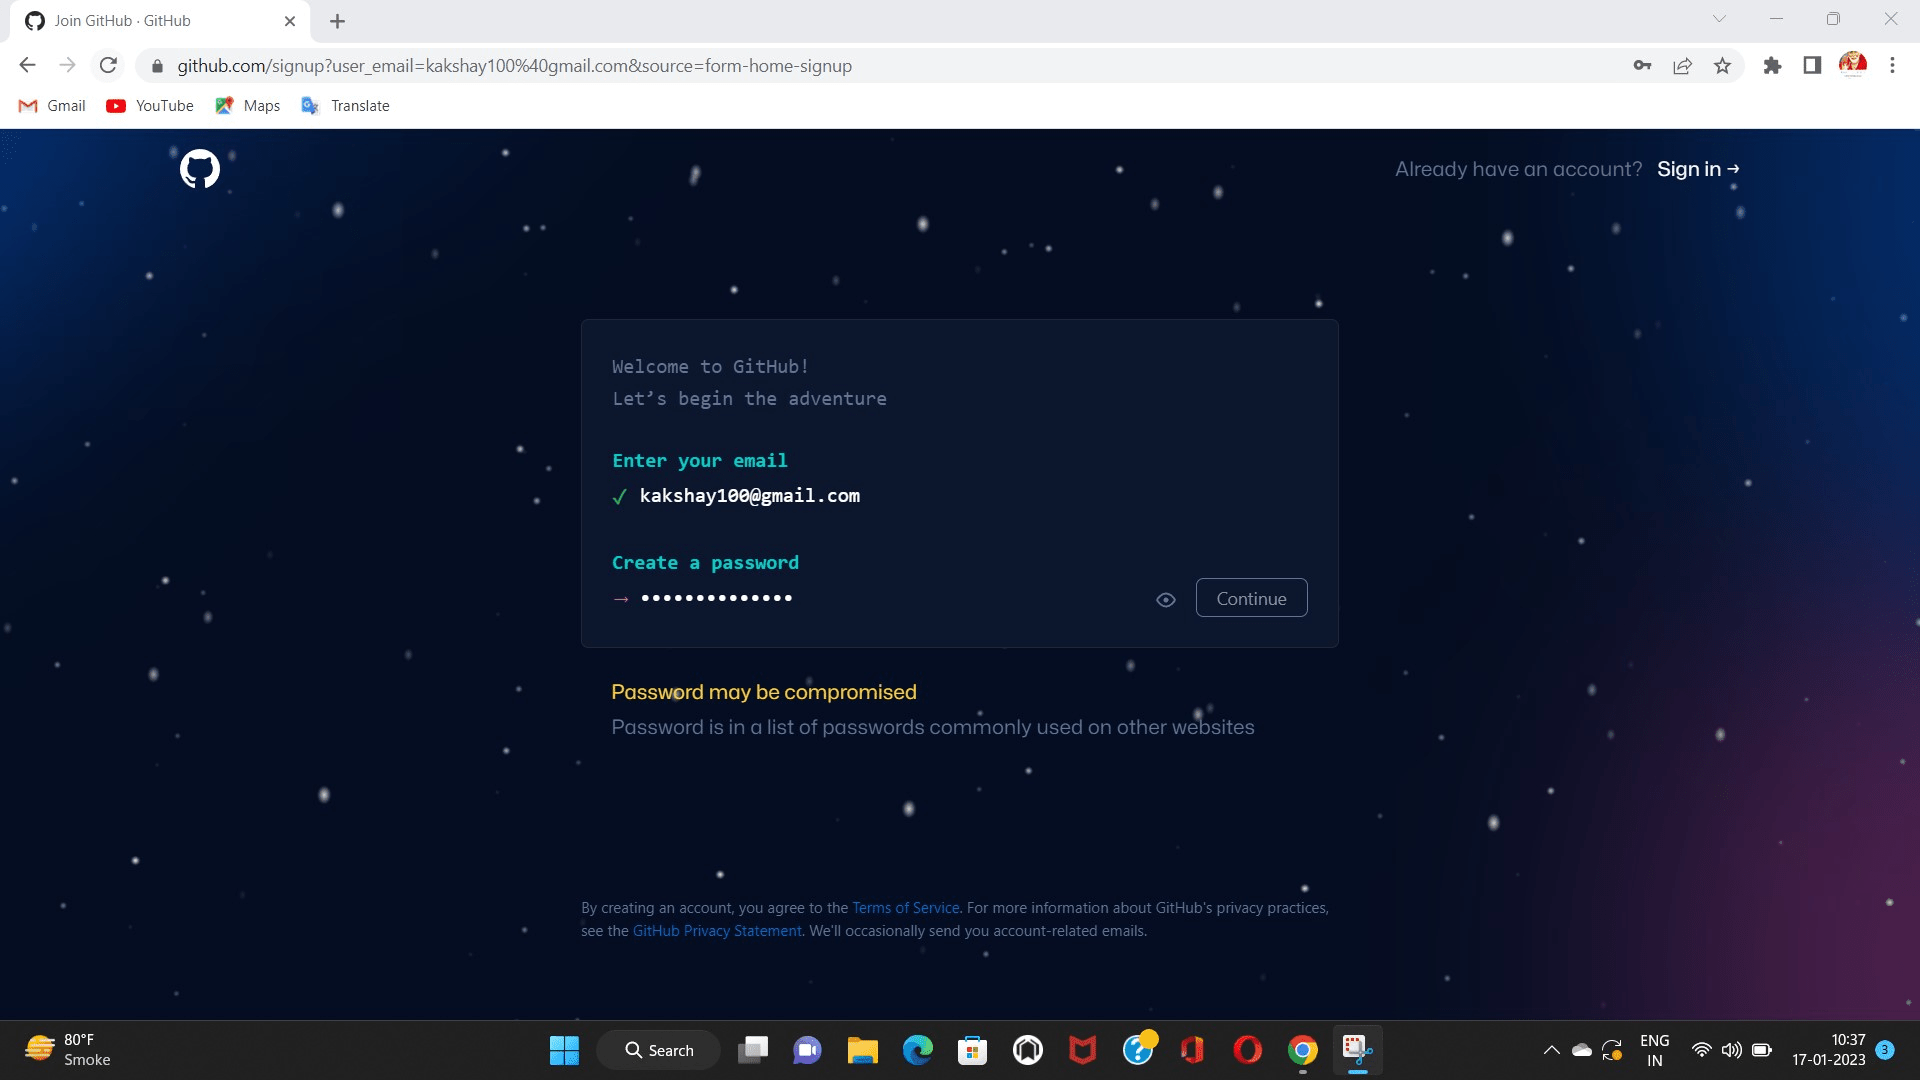 Join GitHub · GitHub
github.com/signup?user_email=kakshay100%40gmail.com&source=form-home-signup
Gmail YouTube Maps Translate
Already have an account? Sign in →
Welcome to GitHub!
Let’s begin the adventure
Enter your email
✓ kakshay100@gmail.com
Create a password
→ ••••••••••••••
Continue
Password may be compromised
Password is in a list of passwords commonly used on other websites
By creating an account, you agree to the Terms of Service. For more information about GitHub's privacy practices,
see the GitHub Privacy Statement. We'll occasionally send you account-related emails.
80°F
Smoke
Search
ENG
IN
10:37
17-01-2023
3